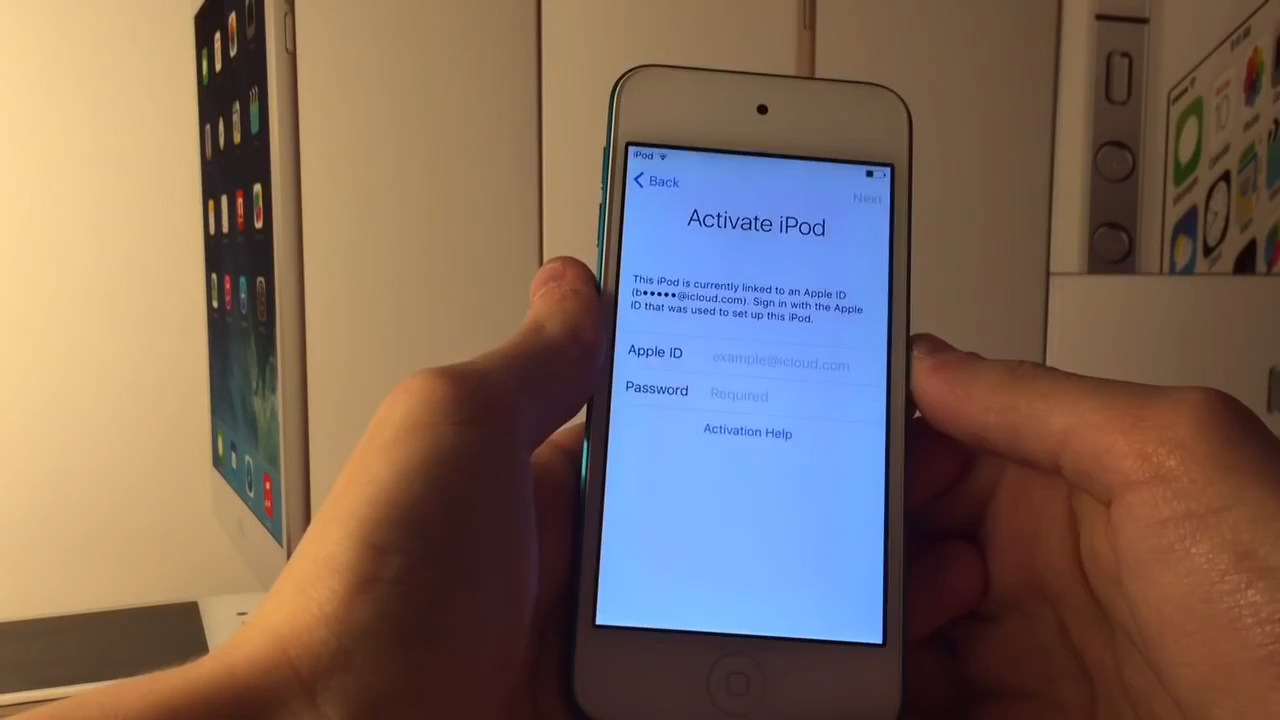 iPod
Back
Next
Activate iPod
This iPod is currently linked to an Apple ID
(b●●●●●@icloud.com). Sign in with the Apple
ID that was used to set up this iPod.
Apple ID example@icloud.com
Password Required
Activation Help